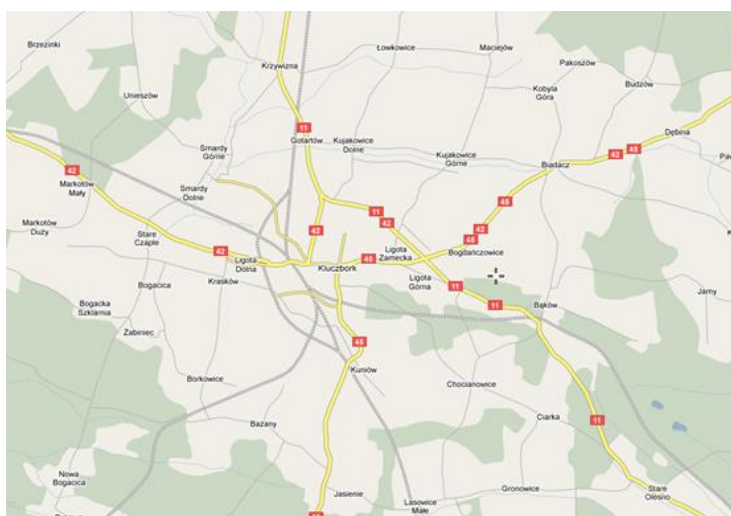 Brzezinki
Krzywizna
Łowkowice
Maciejów
Pakoszów
Unieszów
Kobyla
Góra
Budzów
11
Gotartów
Kujakowice
Dolne
Dębina
45
42
Smardy
Górne
Kujakowice
Górne
Biadacz
42
Markotów
Mały
Smardy
Dolne
45
11
42
42
42
45
Markotów
Duży
Stare
Czaple
42
Ligota
Dolna
Kluczbork
45
Ligota
Zamecka
Bogdańczowice
Bogacica
Krasków
Ligota
Górna
11
Jamy
Bogacka
Szklarnia
11
Bąków
Żabiniec
45
Kuniów
Borkowice
Chocianowice
Bażany
Ciarka
11
Nowa
Bogacica
Jasienie
Lasowice
Małe
Gronowice
Stare
Olesno